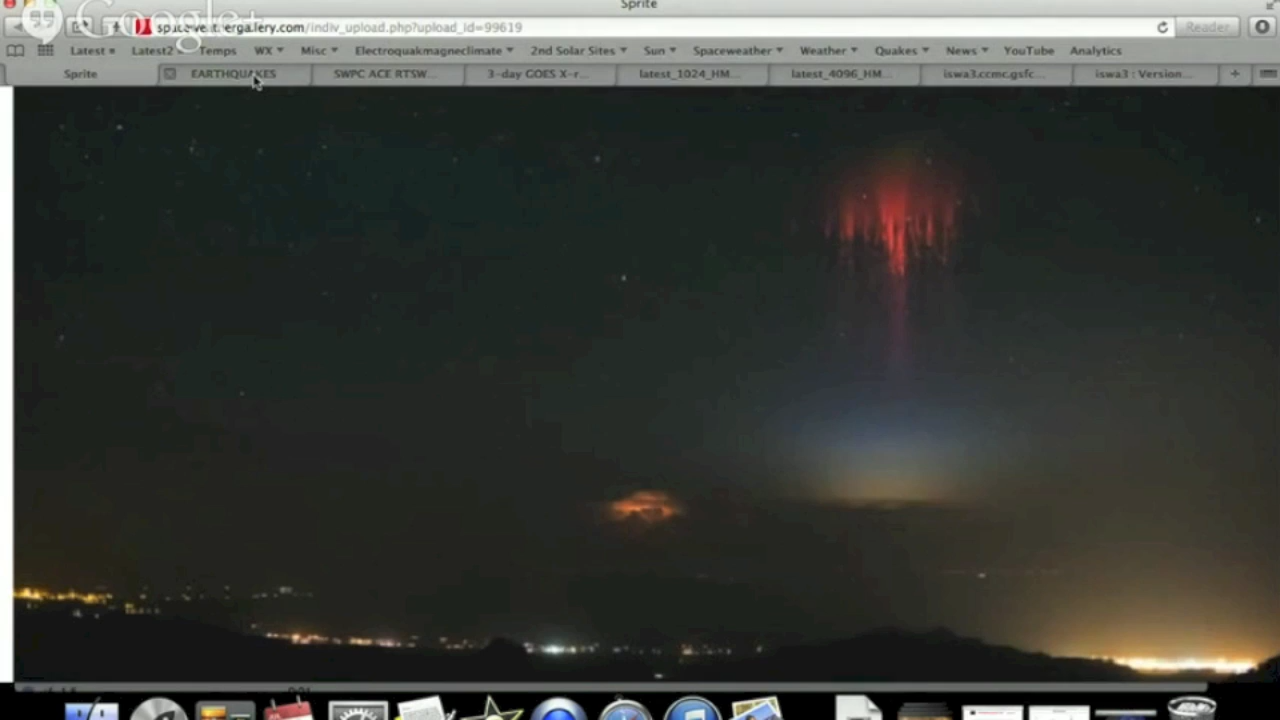 Sprite
Google+
spaceweathergallery.com/indiv_upload.php?upload_id=99619
Reader
Latest Latest2 Temps WX Misc Electroquakmagneclimate 2nd Solar Sites Sun Spaceweather Weather Quakes News YouTube Analytics
Sprite EARTHQUAKES SWPC ACE RTSW... 3-day GOES X-r... latest_1024_HM... latest_4096_HM... iswa3.ccmc.gsfc... iswa3 : Version...